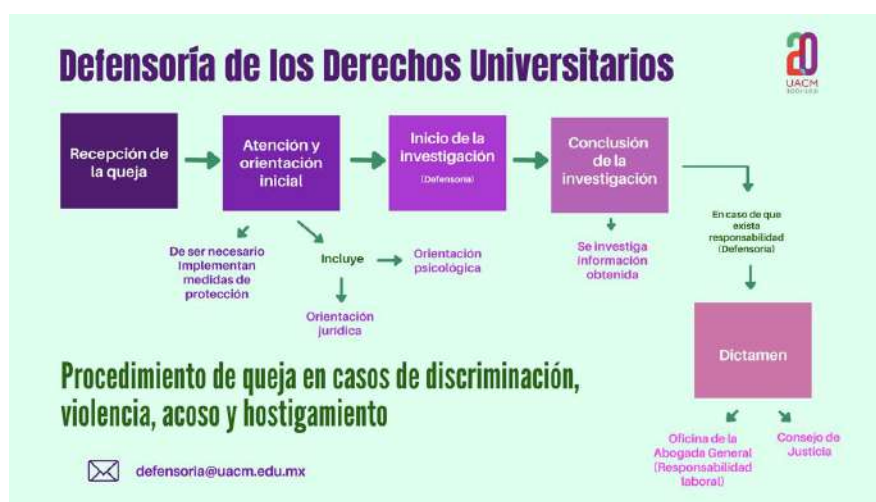 Defensoría de los Derechos Universitarios
20
UACM
Recepción de
la queja
Atención y
orientación
inicial
Inicio de la
investigación
(Defensoria)
Conclusión
de la
investigación
De ser necesario
Implementan
medidas de
protección
Incluye
Orientación
psicológica
Orientación
jurídica
Se investiga
información
obtenida
En caso de que
exista
responsabilidad
(Defensoria)
Dictamen
Oficina de la
Abogada General
(Responsabilidad
laboral)
Consejo de
Justicia
Procedimiento de queja en casos de discriminación,
violencia, acoso y hostigamiento
defensoria@uacm.edu.mx